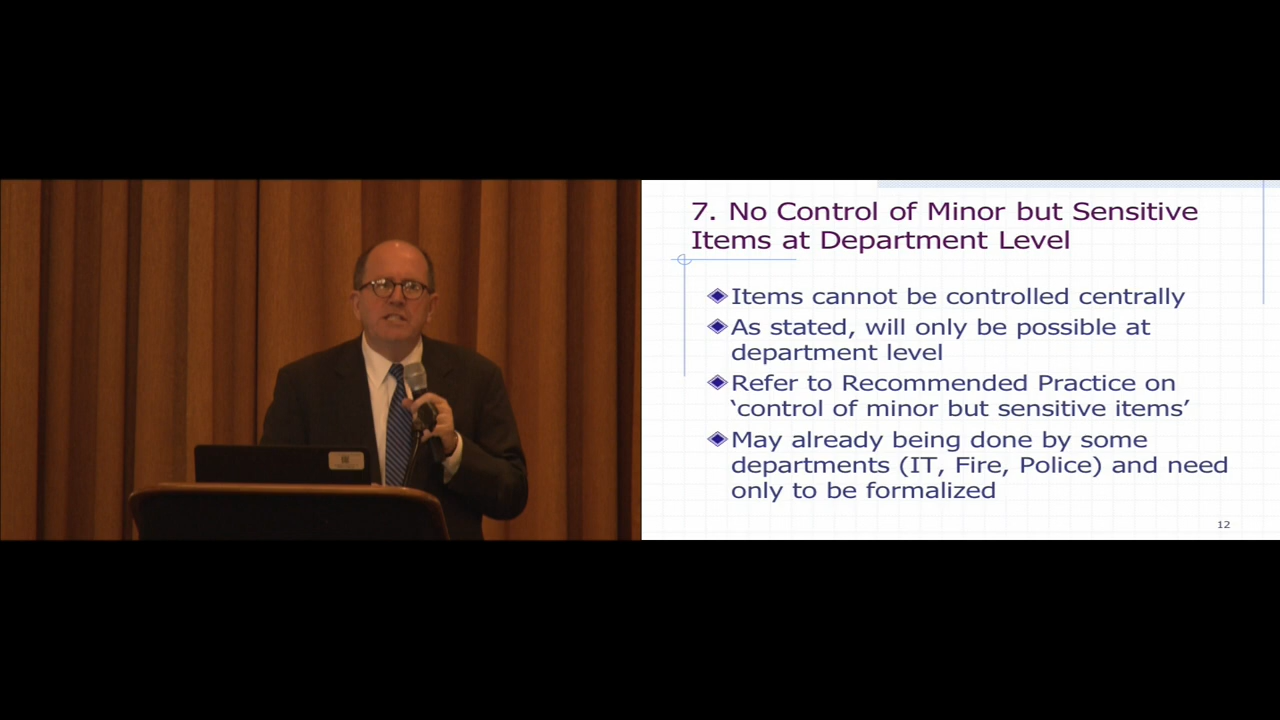 7. No Control of Minor but Sensitive
Items at Department Level
Items cannot be controlled centrally
As stated, will only be possible at
department level
Refer to Recommended Practice on
‘control of minor but sensitive items’
May already being done by some
departments (IT, Fire, Police) and need
only to be formalized
12